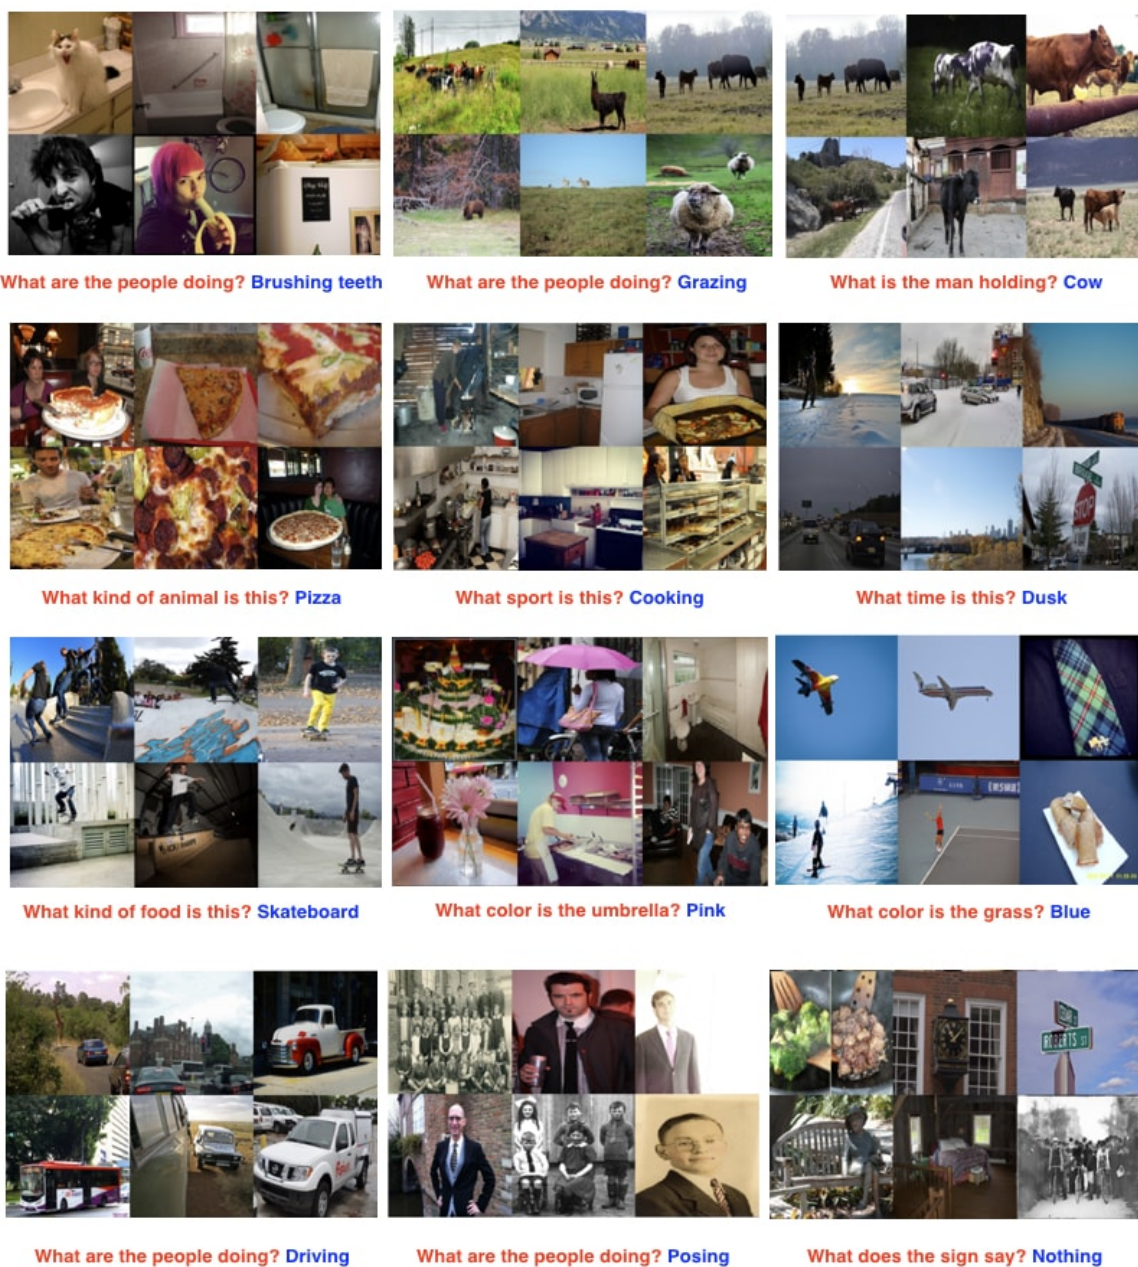 What are the people doing? Brushing teeth
What are the people doing? Grazing
What is the man holding? Cow
STOP
What kind of animal is this? Pizza
What sport is this? Cooking
What time is this? Dusk
What kind of food is this? Skateboard
What color is the umbrella? Pink
What color is the grass? Blue
ROBERTS ST
What are the people doing? Driving
What are the people doing? Posing
What does the sign say? Nothing